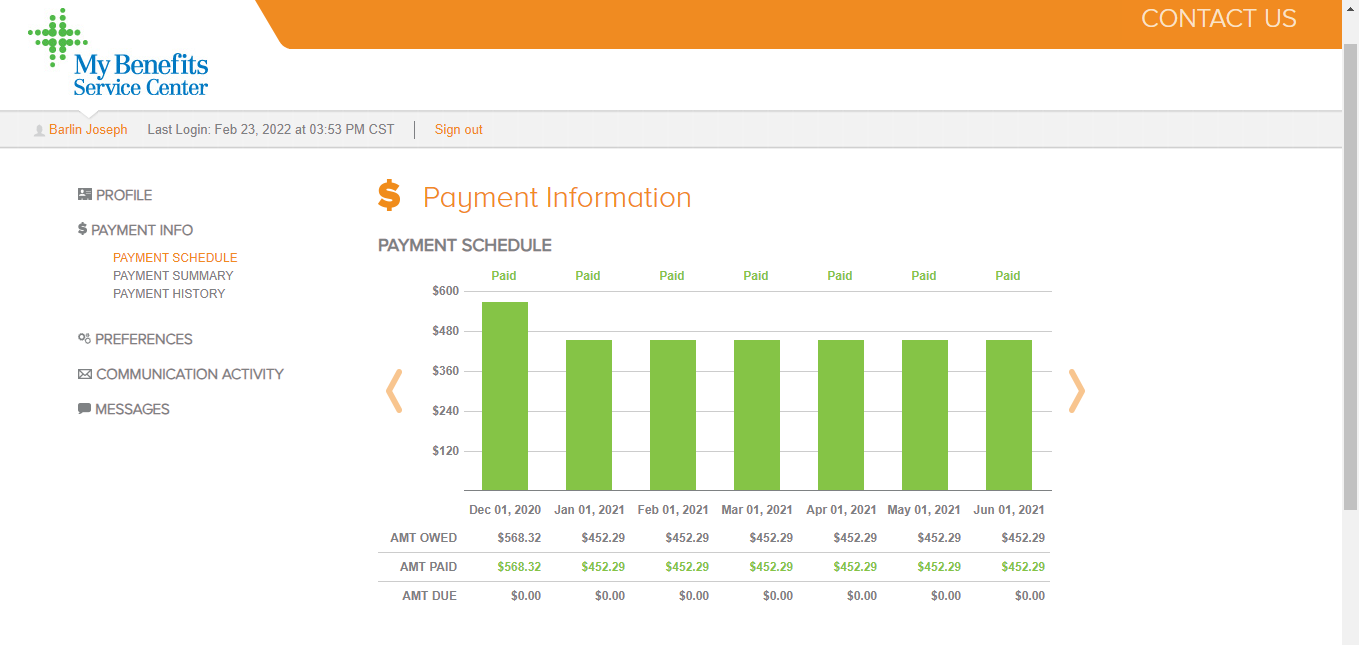 CONTACT US
My Benefits
Service Center
Barlin Joseph Last Login: Feb 23, 2022 at 03:53 PM CST Sign out
PROFILE
PAYMENT INFO
PAYMENT SCHEDULE
PAYMENT SUMMARY
PAYMENT HISTORY
PREFERENCES
COMMUNICATION ACTIVITY
MESSAGES
$ Payment Information
PAYMENT SCHEDULE
Paid Paid Paid Paid Paid Paid Paid
$600
$480
$360
$240
$120
Dec 01, 2020 Jan 01, 2021 Feb 01, 2021 Mar 01, 2021 Apr 01, 2021 May 01, 2021 Jun 01, 2021
AMT OWED $568.32 $452.29 $452.29 $452.29 $452.29 $452.29 $452.29
AMT PAID $568.32 $452.29 $452.29 $452.29 $452.29 $452.29 $452.29
AMT DUE $0.00 $0.00 $0.00 $0.00 $0.00 $0.00 $0.00